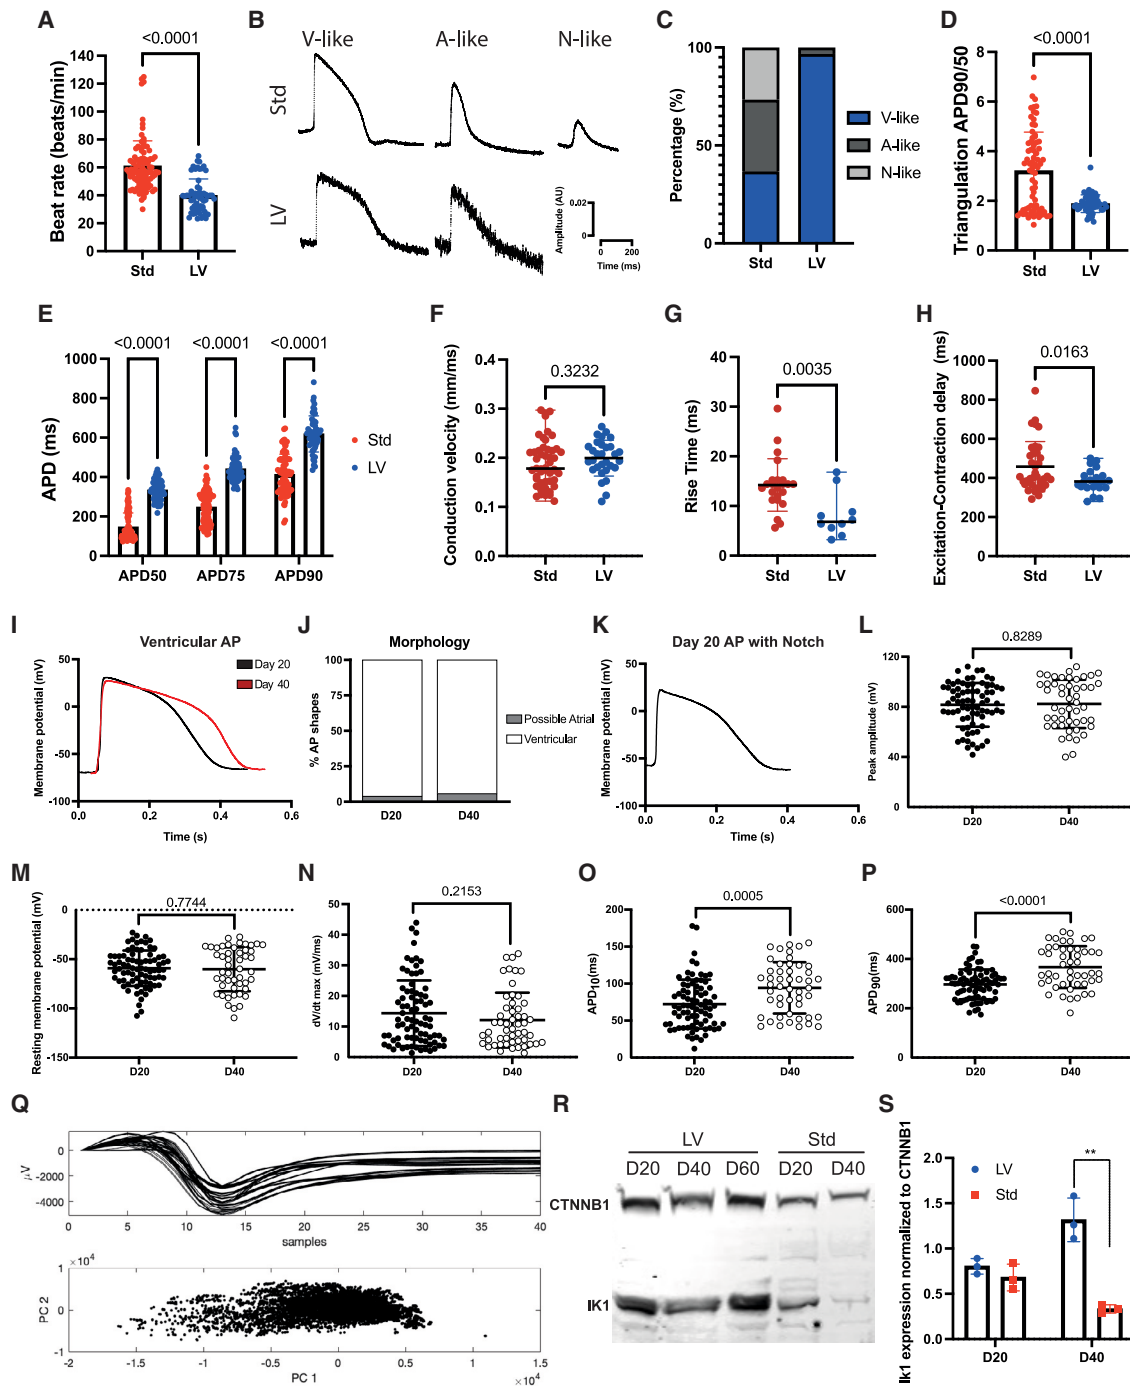 A
<0.0001
Beat rate (beats/min)
140
120
100
80
60
40
20
0
Std
LV
B
V-like
A-like
N-like
Std
LV
Amplitude (AU)
0.02
0
0
200
Time (ms)
C
Percentage (%)
100
50
0
Std
LV
V-like
A-like
N-like
D
<0.0001
Triangulation APD90/50
8
6
4
2
0
Std
LV
E
<0.0001
<0.0001
<0.0001
APD (ms)
1000
800
600
400
200
0
APD50
APD75
APD90
Std
LV
F
0.3232
Conduction velocity (mm/ms)
0.4
0.3
0.2
0.1
0.0
Std
LV
G
0.0035
Rise Time (ms)
40
30
20
10
0
Std
LV
H
0.0163
Excitation-Contraction delay (ms)
1000
800
600
400
200
0
Std
LV
I
Ventricular AP
Day 20
Day 40
Membrane potential (mV)
50
0
-50
-100
0.0
0.2
0.4
0.6
Time (s)
J
Morphology
% AP shapes
100
75
50
25
0
D20
D40
Possible Atrial
Ventricular
K
Day 20 AP with Notch
Membrane potential (mV)
50
0
-50
-100
0.0
0.2
0.4
0.6
Time (s)
L
0.8289
Peak amplitude (mV)
120
80
40
0
D20
D40
M
0.7744
Resting membrane potential (mV)
0
-50
-100
-150
D20
D40
N
0.2153
dV/dt max (mV/ms)
50
40
30
20
10
0
D20
D40
O
0.0005
APD10(ms)
200
150
100
50
0
D20
D40
P
<0.0001
APD90(ms)
600
400
200
0
D20
D40
Q
μV
0
-2000
-4000
0
5
10
15
20
25
30
35
40
samples
×10⁴
PC 2
1
0
-1
-2
-1.5
-1
-0.5
0
0.5
1
1.5
PC 1
×10⁴
R
LV
Std
D20 D40 D60 D20 D40
CTNNB1
IK1
S
Ik1 expression normalized to CTNNB1
2.0
1.5
1.0
0.5
0.0
LV
Std
**
D20
D40